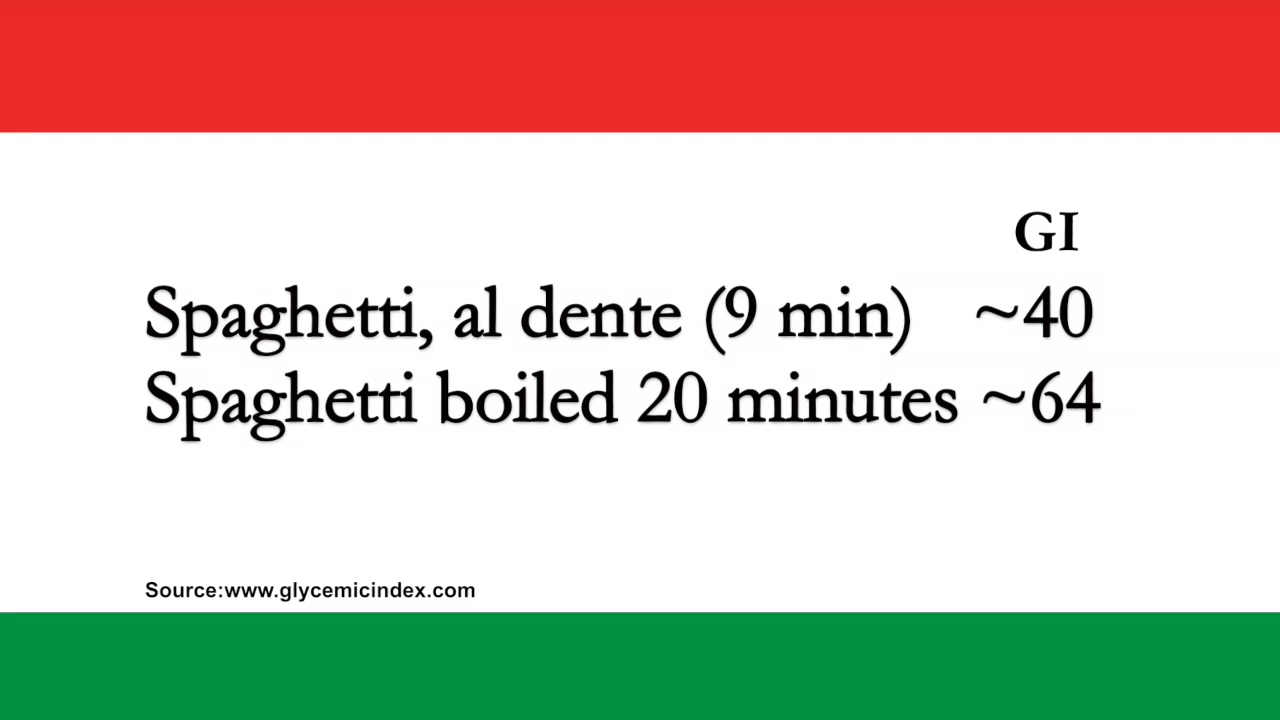 GI
Spaghetti, al dente (9 min) ~40
Spaghetti boiled 20 minutes ~64
Source:www.glycemicindex.com